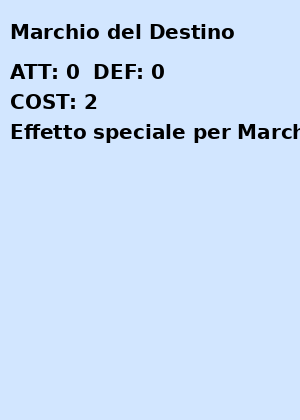 Marchio del Destino
ATT: 0  DEF: 0
COST: 2
Effetto speciale per March